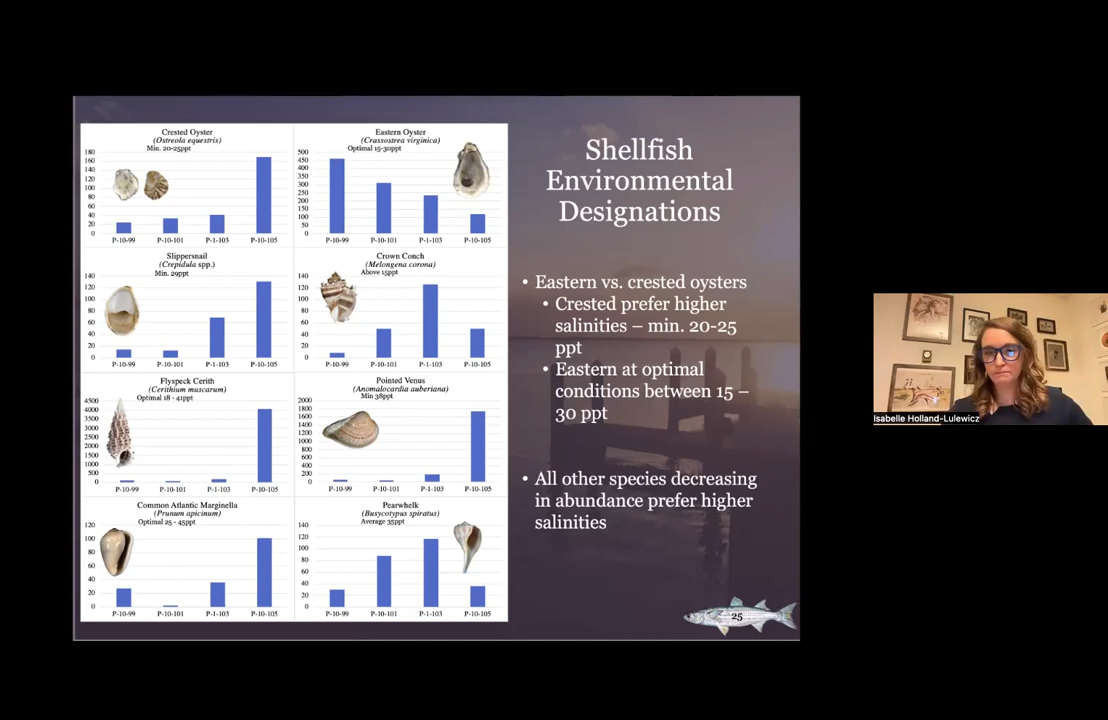 Crested Oyster
(Ostreola equestris)
Min. 20-25ppt
180
160
140
120
100
80
60
40
20
0
P-10-99 P-10-101 P-1-103 P-10-105
Eastern Oyster
(Crassostrea virginica)
Optimal 15-30ppt
500
450
400
350
300
250
200
150
100
50
0
P-10-99 P-10-101 P-1-103 P-10-105
Slippersnail
(Crepidula spp.)
Min. 29ppt
140
120
100
80
60
40
20
0
P-10-99 P-10-101 P-1-103 P-10-105
Crown Conch
(Melongena corona)
Above 15ppt
140
120
100
80
60
40
20
0
P-10-99 P-10-101 P-1-103 P-10-105
Flyspeck Cerith
(Cerithium muscarum)
Optimal 18 - 41ppt
4500
4000
3500
3000
2500
2000
1500
1000
500
0
P-10-99 P-10-101 P-1-103 P-10-105
Pointed Venus
(Anomalocardia auberiana)
Min 38ppt
2000
1800
1600
1400
1200
1000
800
600
400
200
0
P-10-99 P-10-101 P-1-103 P-10-105
Common Atlantic Marginella
(Prunum apicinum)
Optimal 25 - 45ppt
120
100
80
60
40
20
0
P-10-99 P-10-101 P-1-103 P-10-105
Pearwhelk
(Busycotypus spiratus)
Average 35ppt
140
120
100
80
60
40
20
0
P-10-99 P-10-101 P-1-103 P-10-105
Shellfish
Environmental
Designations
• Eastern vs. crested oysters
• Crested prefer higher
salinities – min. 20-25
ppt
• Eastern at optimal
conditions between 15 –
30 ppt
• All other species decreasing
in abundance prefer higher
salinities
25
Isabelle Holland-Lulewicz